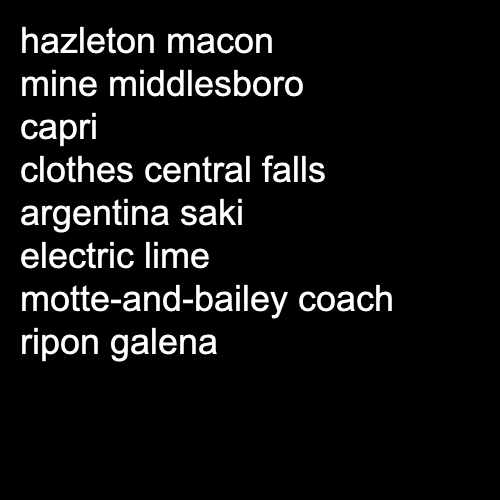 hazleton macon
mine middlesboro
capri
clothes central falls
argentina saki
electric lime
motte-and-bailey coach
ripon galena